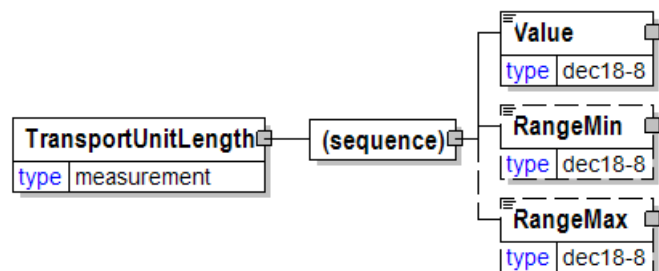 Value
type dec18-8
TransportUnitLength
type measurement
(sequence)
RangeMin
type dec18-8
RangeMax
type dec18-8